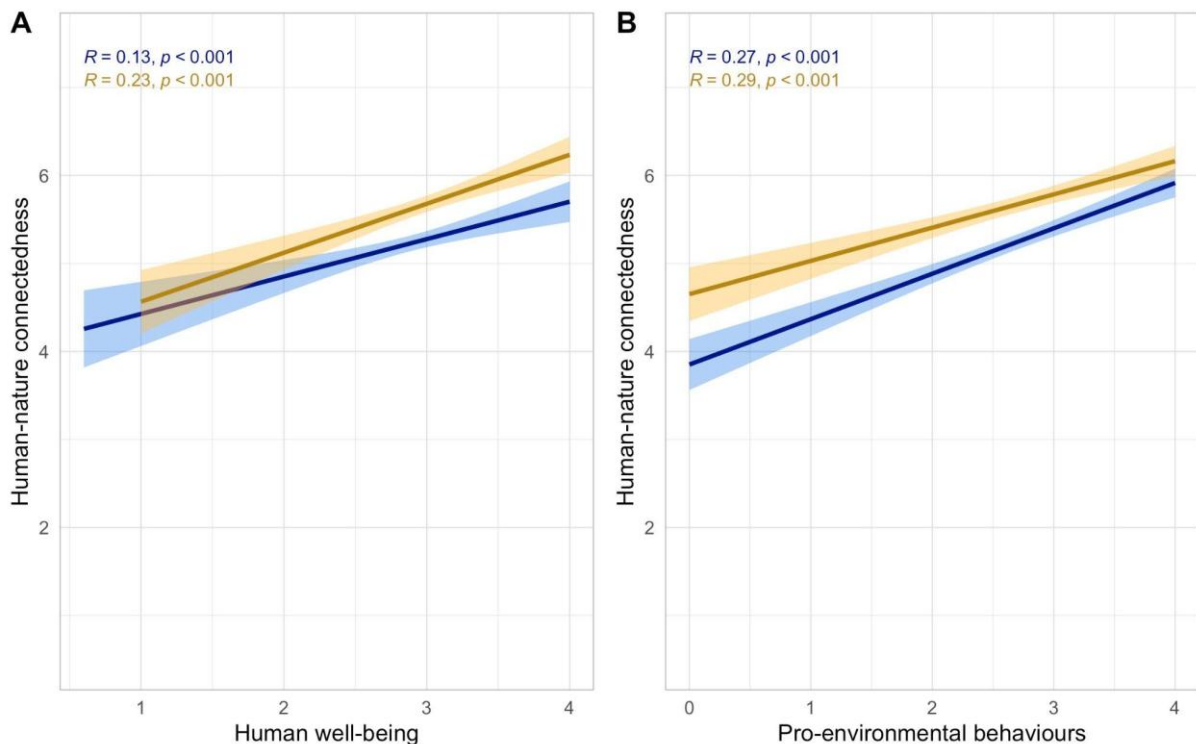 A
R = 0.13, p < 0.001
R = 0.23, p < 0.001
6
4
2
Human-nature connectedness
1 2 3 4
Human well-being
B
R = 0.27, p < 0.001
R = 0.29, p < 0.001
6
4
2
Human-nature connectedness
0 1 2 3 4
Pro-environmental behaviours